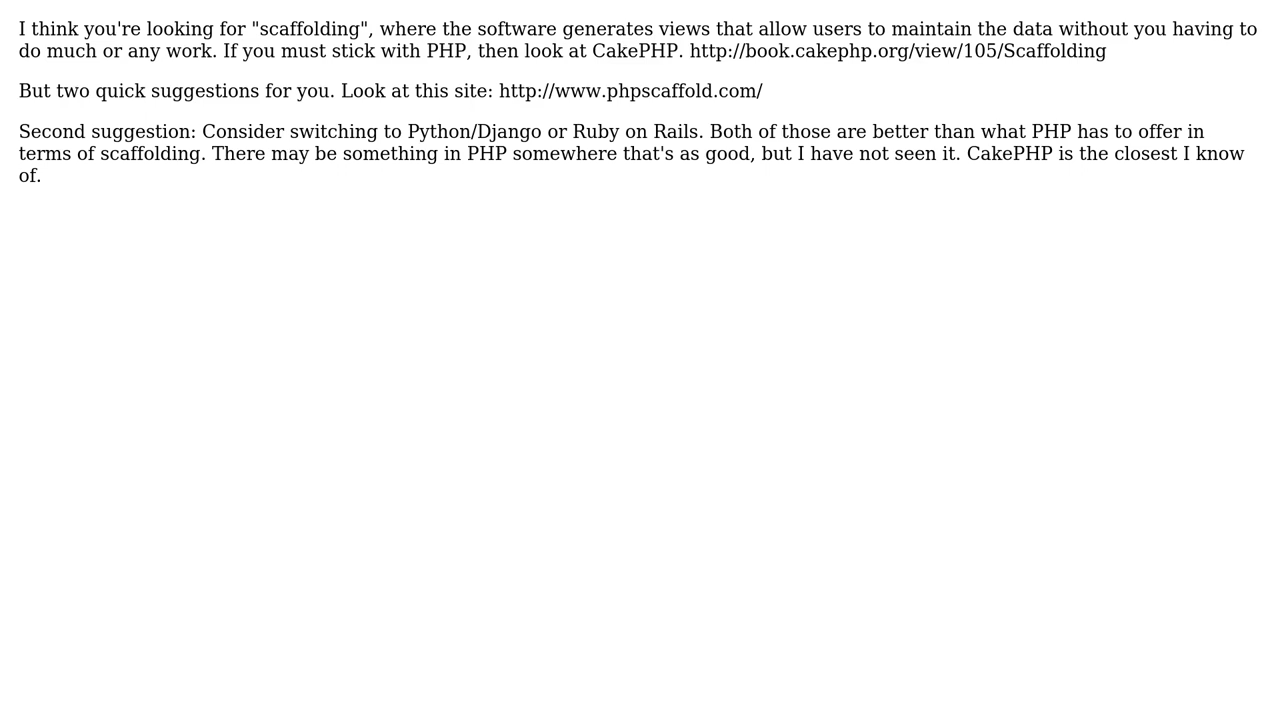 I think you're looking for "scaffolding", where the software generates views that allow users to maintain the data without you having to
do much or any work. If you must stick with PHP, then look at CakePHP. http://book.cakephp.org/view/105/Scaffolding
But two quick suggestions for you. Look at this site: http://www.phpscaffold.com/
Second suggestion: Consider switching to Python/Django or Ruby on Rails. Both of those are better than what PHP has to offer in
terms of scaffolding. There may be something in PHP somewhere that's as good, but I have not seen it. CakePHP is the closest I know
of.